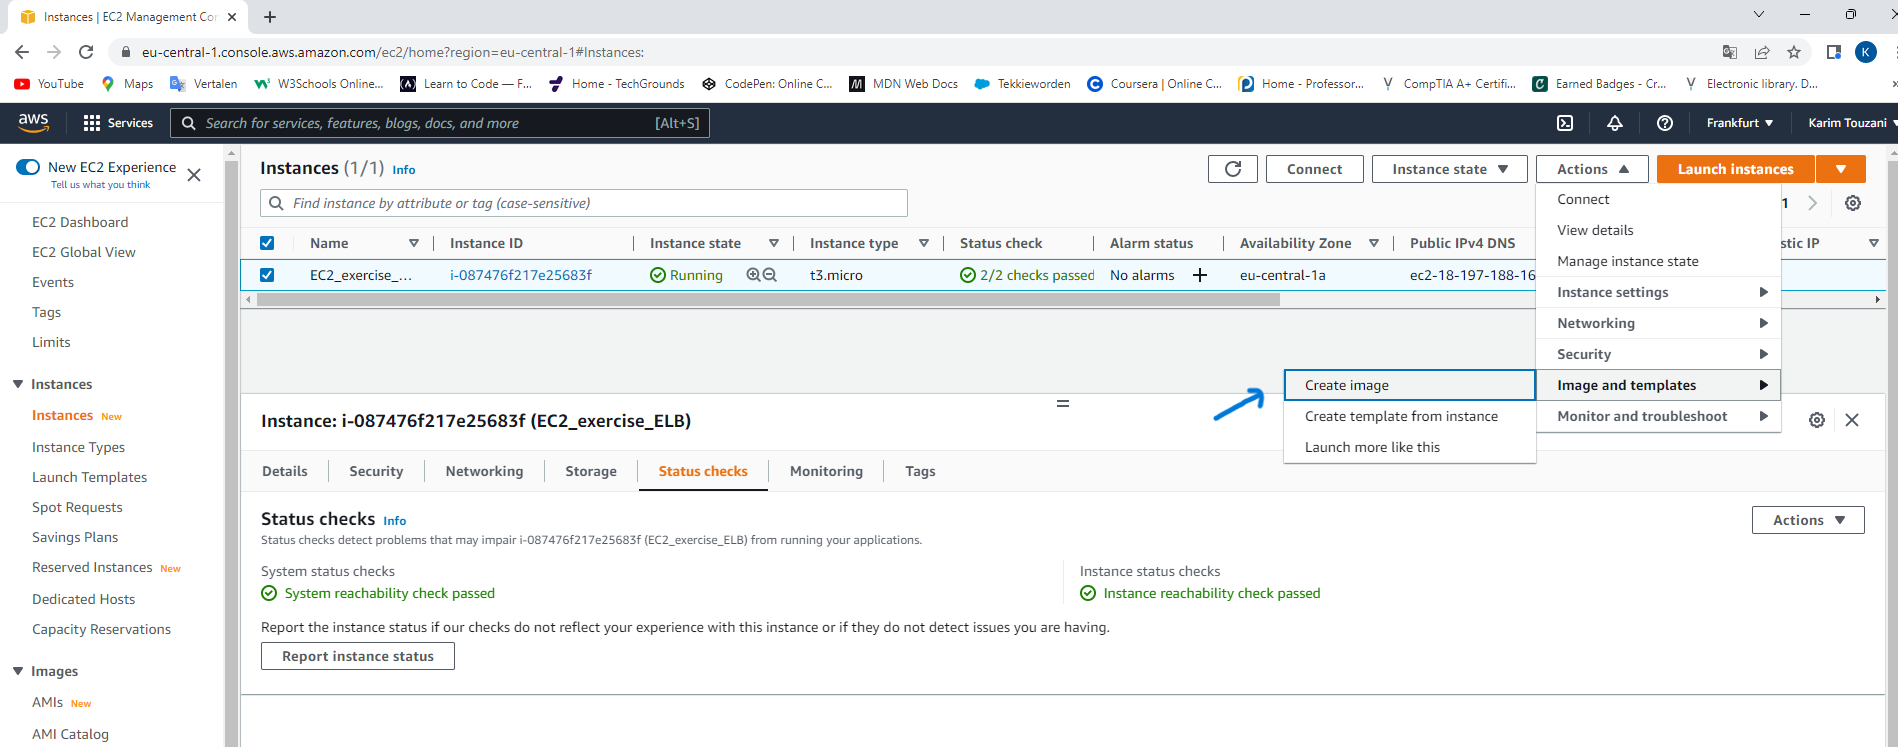 Instances | EC2 Management Con
eu-central-1.console.aws.amazon.com/ec2/home?region=eu-central-1#Instances:
K
YouTube Maps Vertalen W3Schools Online... Learn to Code — F... Home - TechGrounds CodePen: Online C... MDN Web Docs Tekkieworden Coursera | Online C... Home - Professor... CompTIA A+ Certifi... Earned Badges - Cr... Electronic library. D...
aws Services Search for services, features, blogs, docs, and more [Alt+S] Frankfurt Karim Touzani
New EC2 Experience
Tell us what you think
EC2 Dashboard
EC2 Global View
Events
Tags
Limits
Instances
Instances New
Instance Types
Launch Templates
Spot Requests
Savings Plans
Reserved Instances New
Dedicated Hosts
Capacity Reservations
Images
AMIs New
AMI Catalog
Instances (1/1) Info
Connect Instance state Actions Launch instances
Find instance by attribute or tag (case-sensitive)
1
Name Instance ID Instance state Instance type Status check Alarm status Availability Zone Public IPv4 DNS stic IP
EC2_exercise_... i-087476f217e25683f Running t3.micro 2/2 checks passed No alarms eu-central-1a ec2-18-197-188-16
Connect
View details
Manage instance state
Instance settings
Networking
Security
Image and templates
Monitor and troubleshoot
Create image
Create template from instance
Launch more like this
Instance: i-087476f217e25683f (EC2_exercise_ELB)
Details Security Networking Storage Status checks Monitoring Tags
Status checks Info
Actions
Status checks detect problems that may impair i-087476f217e25683f (EC2_exercise_ELB) from running your applications.
System status checks
System reachability check passed
Instance status checks
Instance reachability check passed
Report the instance status if our checks do not reflect your experience with this instance or if they do not detect issues you are having.
Report instance status